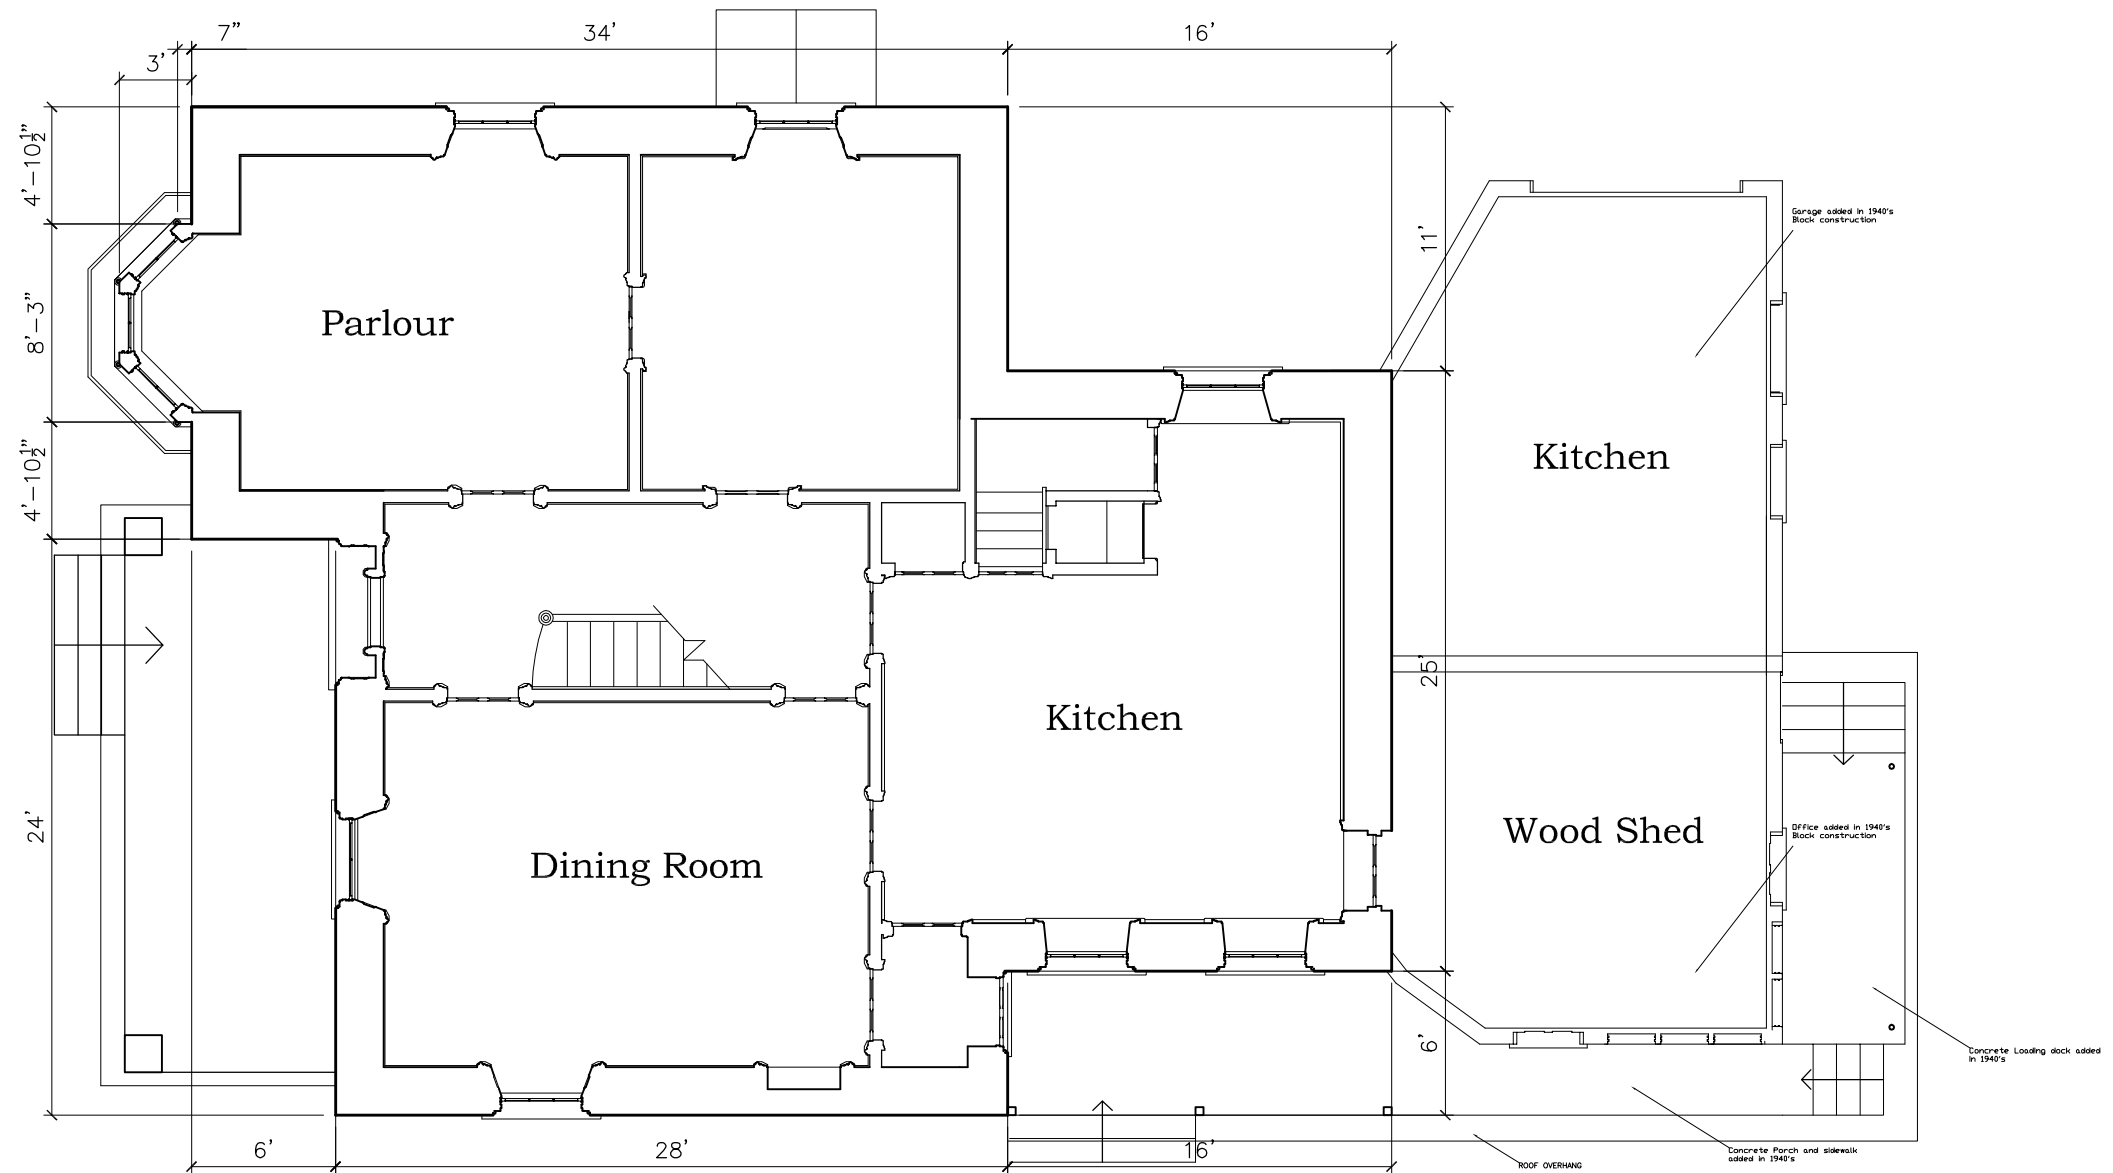 7" 34' 16'
3'
4'-10½"
Garage added in 1940's
Block construction
11'
8'-3"
Parlour
Kitchen
4'-10½"
25'
Kitchen
24'
Dining Room
Wood Shed
Office added in 1940's
Block construction
6'
Concrete Loading dock added
in 1940's
6' 28' 16'
Concrete Porch and sidewalk
added in 1940's
ROOF OVERHANG